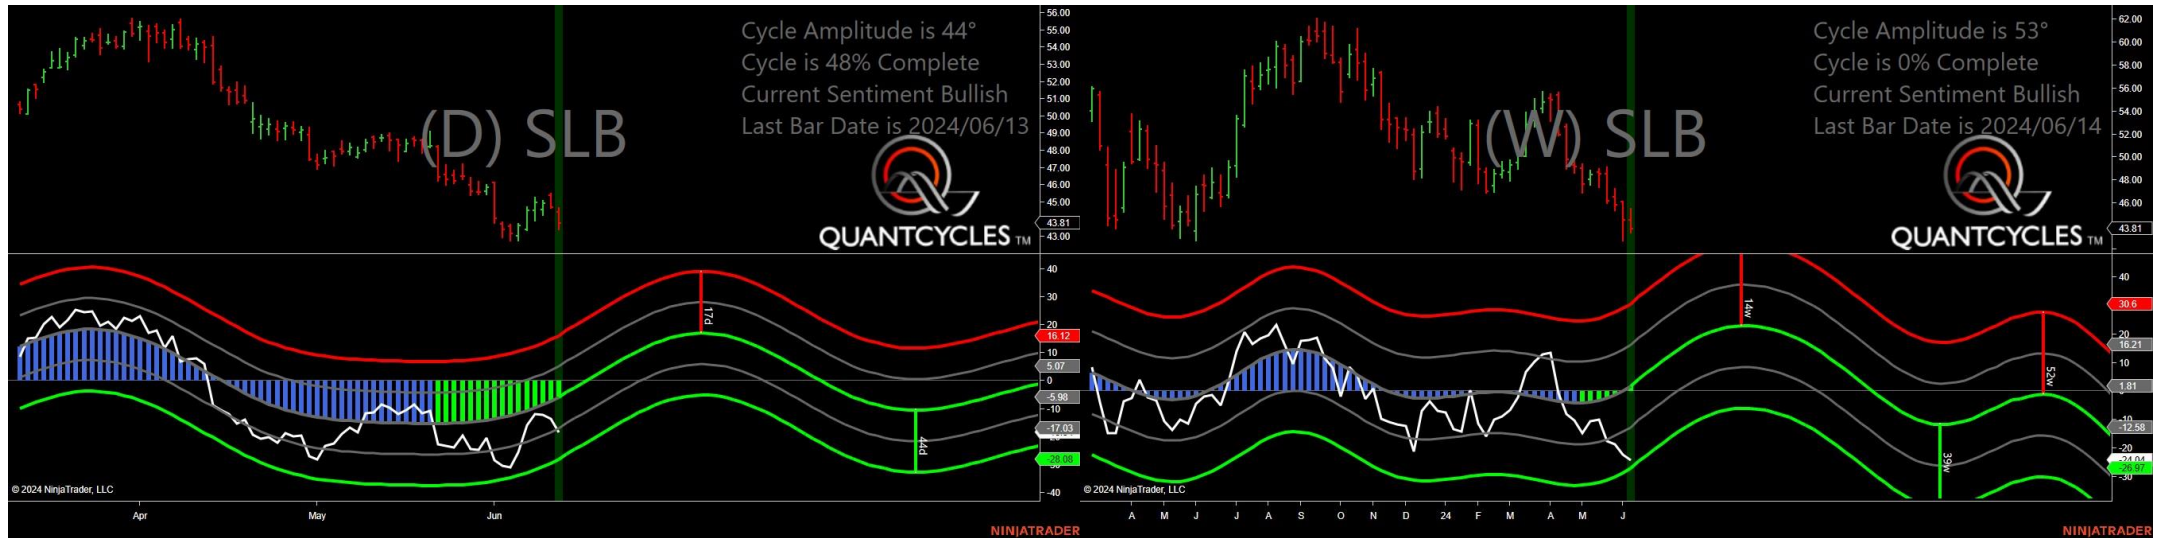 Cycle Amplitude is 44°
Cycle is 48% Complete
Current Sentiment Bullish
Last Bar Date is 2024/06/13
(D) SLB
QUANTCYCLES TM
56.00
55.00
54.00
53.00
52.00
51.00
50.00
49.00
48.00
47.00
46.00
45.00
43.81
43.00
40
30
20
16.12
10
5.07
0
-5.98
-10
-17.03
-28.08
-40
17d
44d
© 2024 NinjaTrader, LLC
Apr
May
Jun
NINJATRADER
Cycle Amplitude is 53°
Cycle is 0% Complete
Current Sentiment Bullish
Last Bar Date is 2024/06/14
(W) SLB
QUANTCYCLES TM
62.00
60.00
58.00
56.00
54.00
52.00
50.00
48.00
46.00
43.81
40
30.6
20
16.21
10
1.81
-10
-12.58
-20
-26.97
-30
14w
52w
39w
© 2024 NinjaTrader, LLC
A M J J A S O N D 24 F M A M J
NINJATRADER